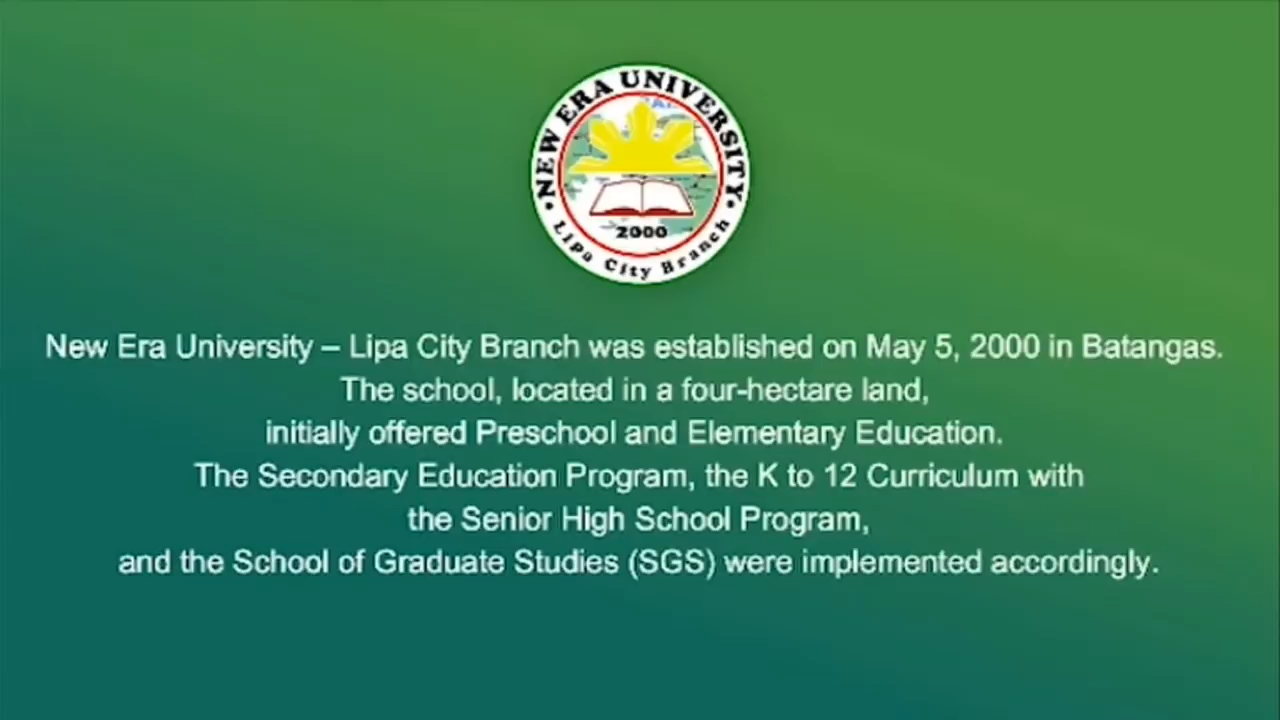 NEW ERA UNIVERSITY
2000
Lipa City Branch
New Era University – Lipa City Branch was established on May 5, 2000 in Batangas.
The school, located in a four-hectare land,
initially offered Preschool and Elementary Education.
The Secondary Education Program, the K to 12 Curriculum with
the Senior High School Program,
and the School of Graduate Studies (SGS) were implemented accordingly.